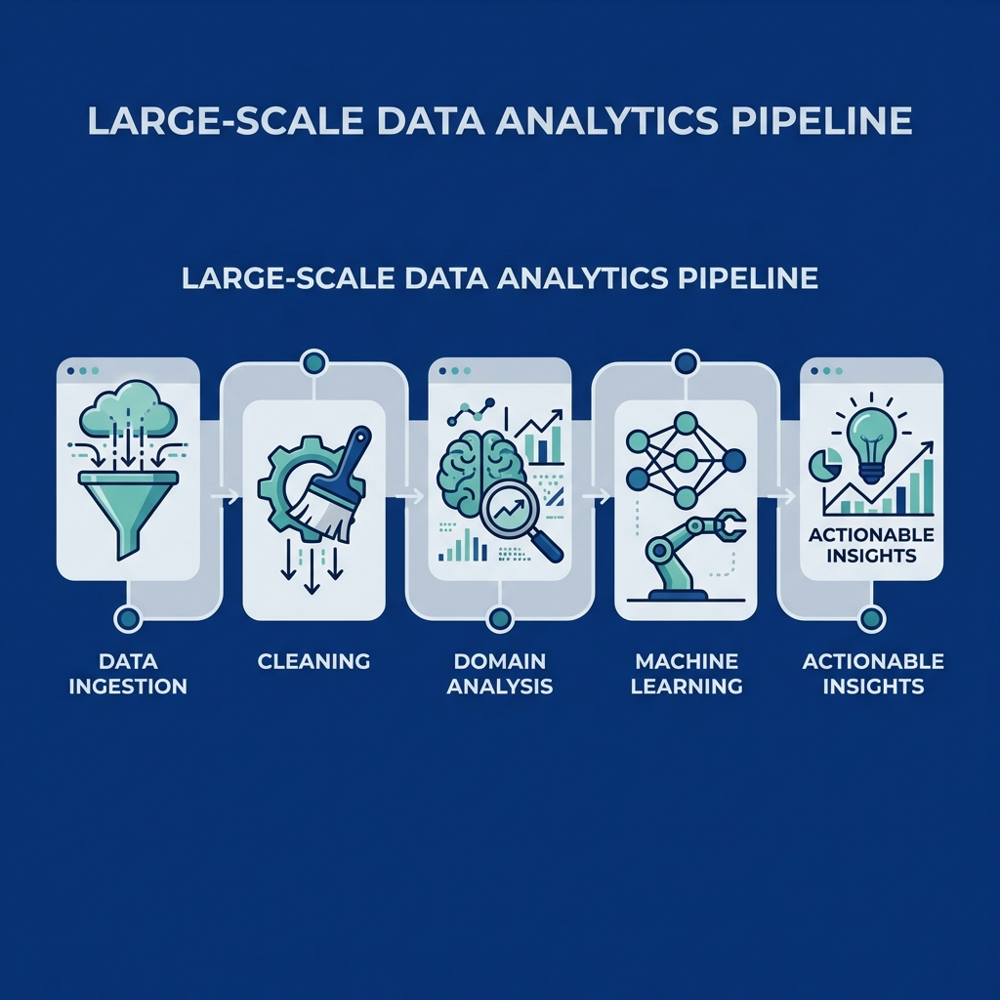 LARGE-SCALE DATA ANALYTICS PIPELINE
LARGE-SCALE DATA ANALYTICS PIPELINE
ACTIONABLE
INSIGHTS
DATA
INGESTION
CLEANING
DOMAIN
ANALYSIS
MACHINE
LEARNING
ACTIONABLE
INSIGHTS